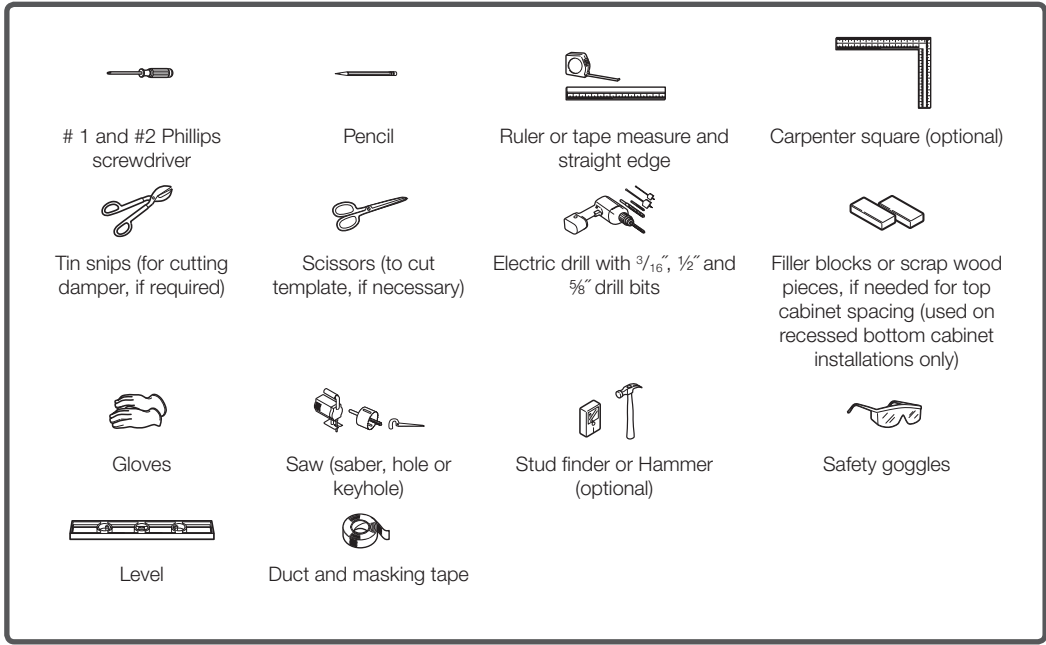 # 1 and #2 Phillips
screwdriver
Pencil
Ruler or tape measure and
straight edge
Carpenter square (optional)
Tin snips (for cutting
damper, if required)
Scissors (to cut
template, if necessary)
Electric drill with 3/16˝, ½˝ and
⅝˝ drill bits
Filler blocks or scrap wood
pieces, if needed for top
cabinet spacing (used on
recessed bottom cabinet
installations only)
Gloves
Saw (saber, hole or
keyhole)
Stud finder or Hammer
(optional)
Safety goggles
Level
Duct and masking tape